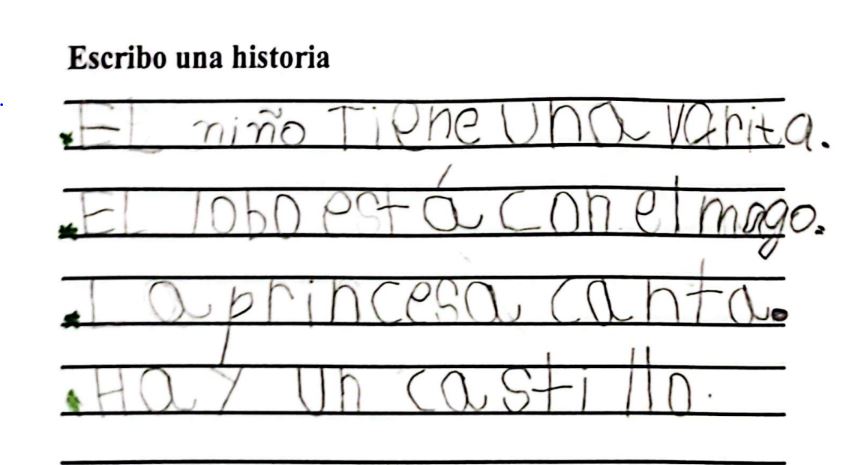 Escribo una historia
EL niño Tiene una varita.
EL lobo está con el mago.
La princesa canta.
Hay un castillo.